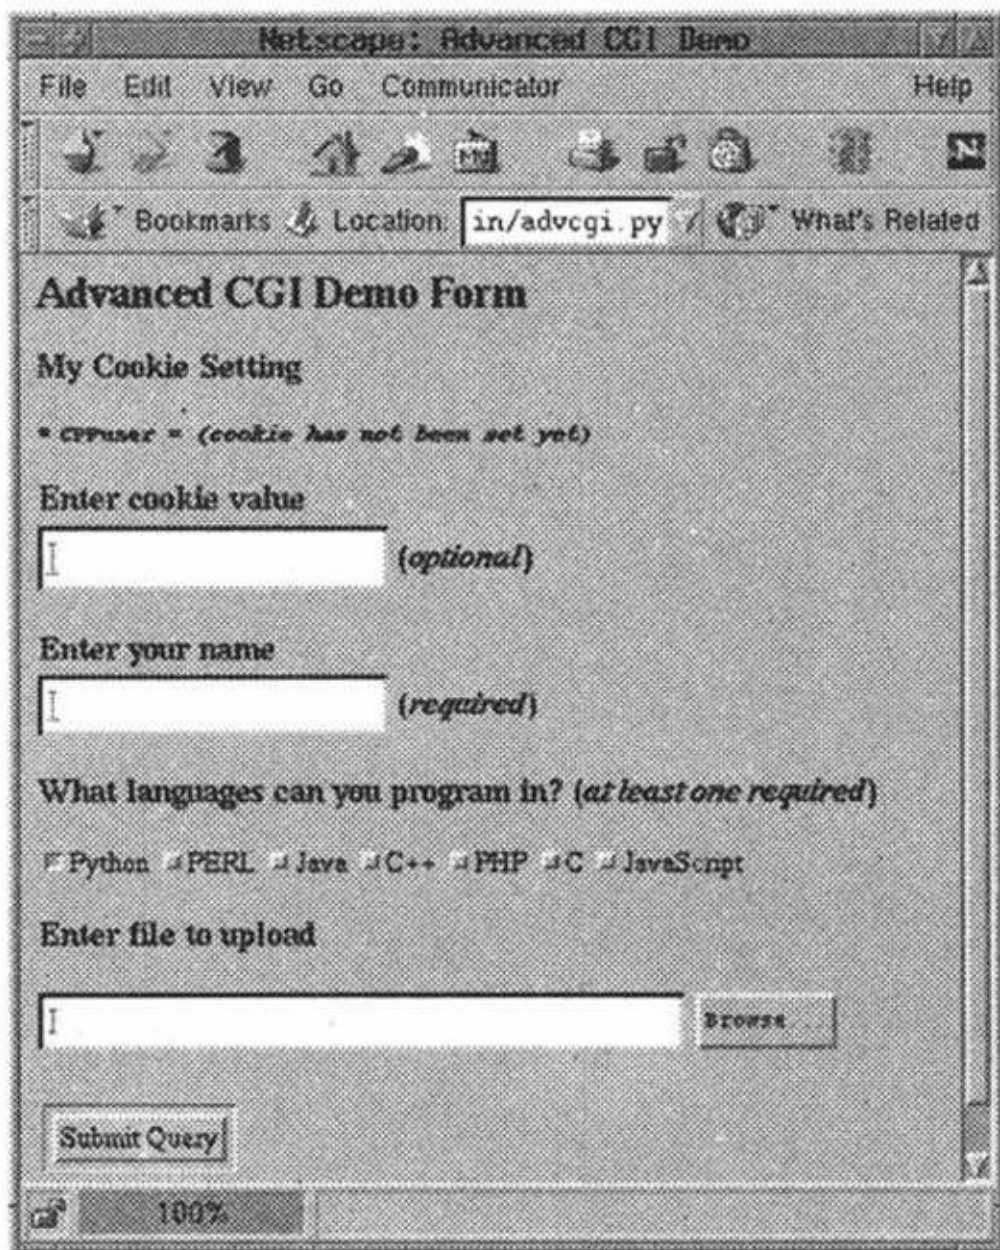 Netscape: Advanced CGI Demo
File Edit View Go Communicator Help
My N
Bookmarks Location: in/advcgi.py What's Related
Advanced CGI Demo Form
My Cookie Setting
* CPPuser = (cookie has not been set yet)
Enter cookie value
(optional)
Enter your name
(required)
What languages can you program in? (at least one required)
Python PERL Java C++ PHP C JavaScript
Enter file to upload
Browse...
Submit Query
100%